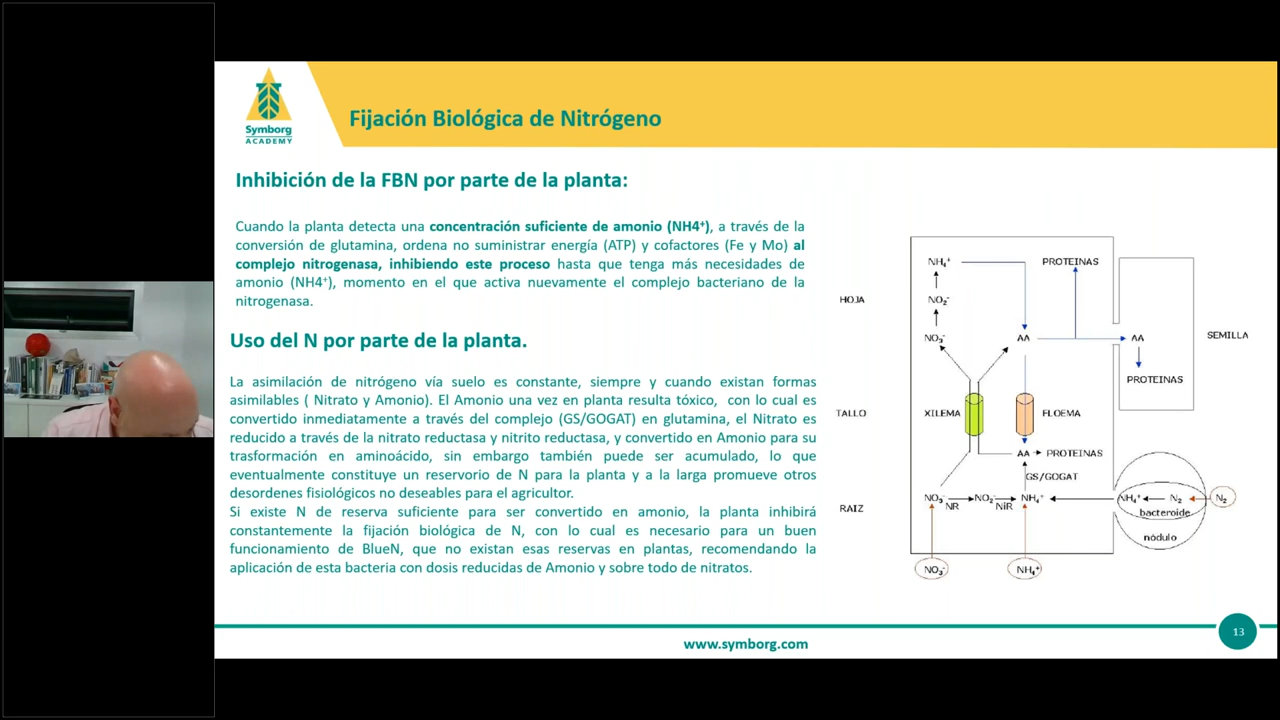 Symborg
ACADEMY
Fijación Biológica de Nitrógeno
Inhibición de la FBN por parte de la planta:
Cuando la planta detecta una concentración suficiente de amonio (NH4⁺), a través de la
conversión de glutamina, ordena no suministrar energía (ATP) y cofactores (Fe y Mo) al
complejo nitrogenasa, inhibiendo este proceso hasta que tenga más necesidades de
amonio (NH4⁺), momento en el que activa nuevamente el complejo bacteriano de la
nitrogenasa.
Uso del N por parte de la planta.
La asimilación de nitrógeno vía suelo es constante, siempre y cuando existan formas
asimilables ( Nitrato y Amonio). El Amonio una vez en planta resulta tóxico, con lo cual es
convertido inmediatamente a través del complejo (GS/GOGAT) en glutamina, el Nitrato es
reducido a través de la nitrato reductasa y nitrito reductasa, y convertido en Amonio para su
trasformación en aminoácido, sin embargo también puede ser acumulado, lo que
eventualmente constituye un reservorio de N para la planta y a la larga promueve otros
desordenes fisiológicos no deseables para el agricultor.
Si existe N de reserva suficiente para ser convertido en amonio, la planta inhibirá
constantemente la fijación biológica de N, con lo cual es necesario para un buen
funcionamiento de BlueN, que no existan esas reservas en plantas, recomendando la
aplicación de esta bacteria con dosis reducidas de Amonio y sobre todo de nitratos.
NH₄⁺ PROTEINAS
HOJA NO₂⁻
NO₃⁻ AA AA SEMILLA
PROTEINAS
TALLO XILEMA FLOEMA
AA PROTEINAS
GS/GOGAT
NO₃⁻ NO₂⁻ NH₄⁺ NH₄⁺ N₂ N₂
RAIZ NR NiR bacteroide
nódulo
NO₃⁻ NH₄⁺
www.symborg.com
13